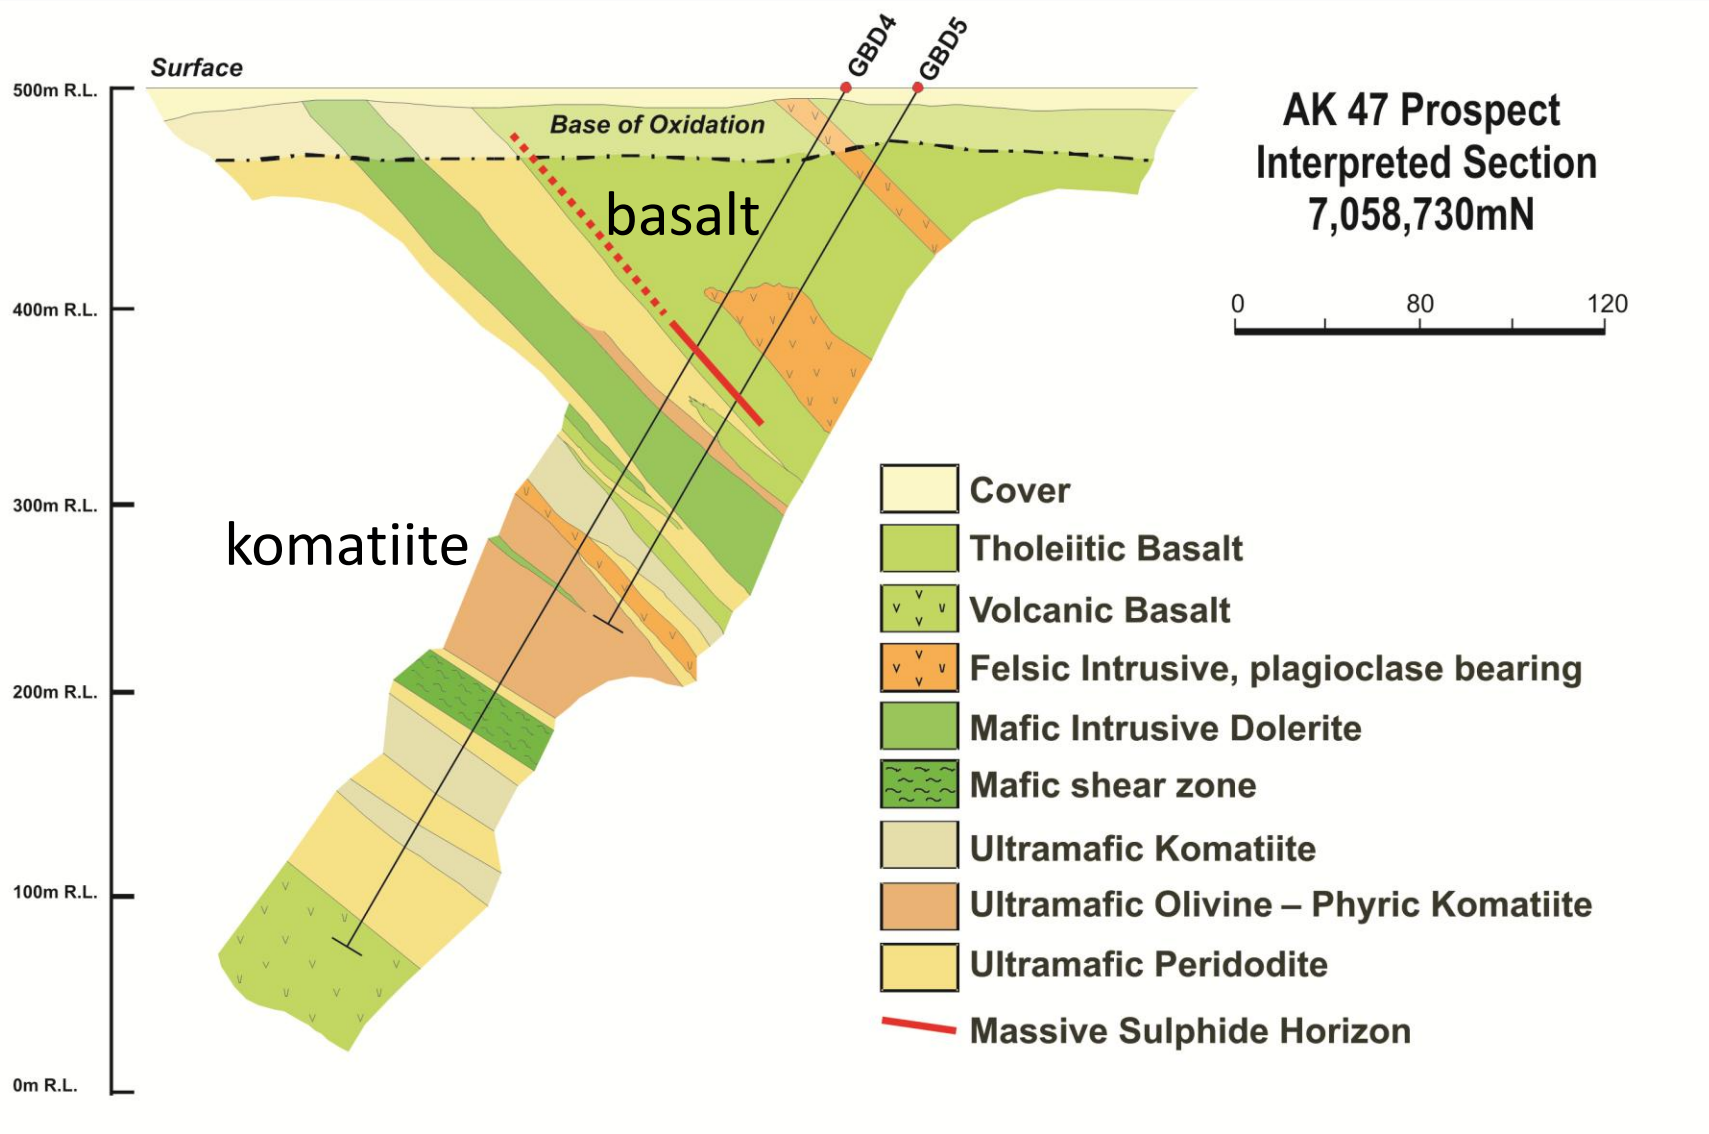 GBD4
GBD5
Surface
500m R.L.
AK 47 Prospect
Interpreted Section
7,058,730mN
Base of Oxidation
basalt
400m R.L.
0 80 120
300m R.L.
komatiite
200m R.L.
100m R.L.
0m R.L.
Cover
Tholeiitic Basalt
Volcanic Basalt
Felsic Intrusive, plagioclase bearing
Mafic Intrusive Dolerite
Mafic shear zone
Ultramafic Komatiite
Ultramafic Olivine – Phyric Komatiite
Ultramafic Peridodite
Massive Sulphide Horizon